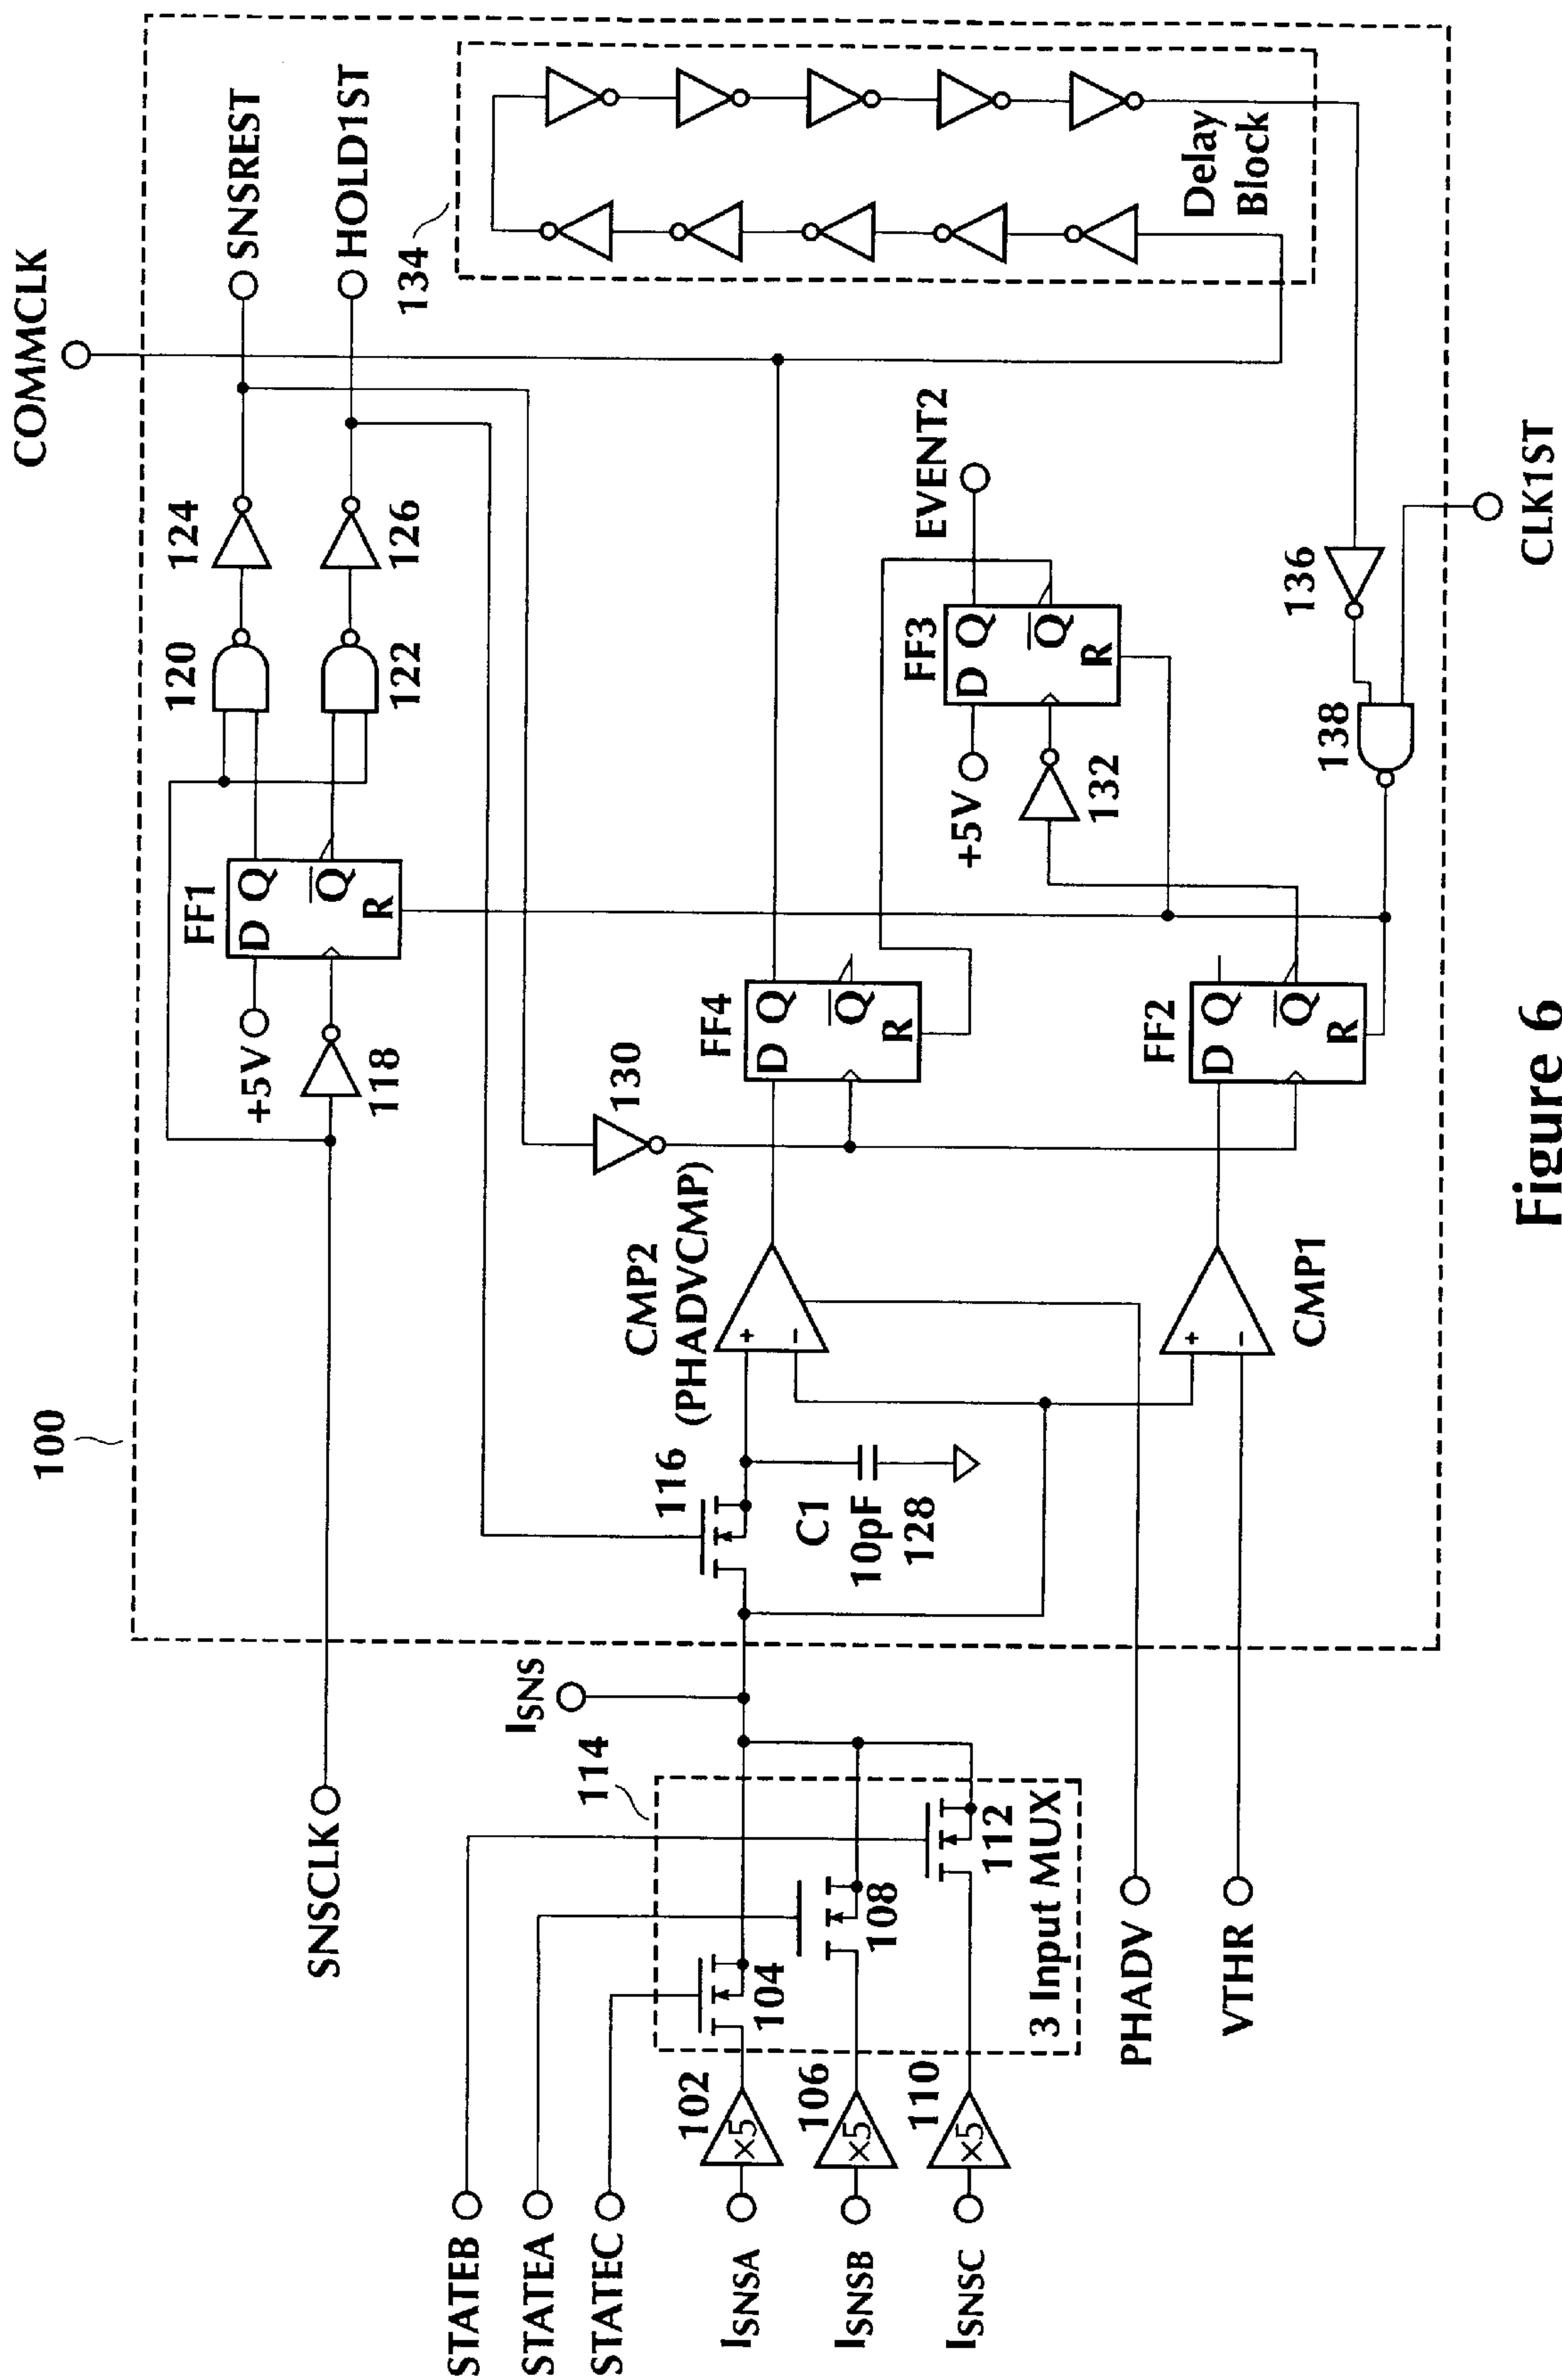 COMMCLK
SNSREST
HOLD1ST
134
Delay
Block
124
126
120
122
EVENT2
CLK1ST
136
138
FF1
D Q
Q
R
+5V
118
FF3
D Q
Q
R
+5V
132
FF4
D Q
Q
R
FF2
D Q
Q
R
130
100
CMP2
(PHADVCMP)
+
−
CMP1
+
−
116
C1
10pF
128
ISNS
114
SNSCLK
104
108
112
3 Input MUX
PHADV
VTHR
102
×5
106
×5
110
×5
STATEB
STATEA
STATEC
ISNSA
ISNSB
ISNSC
Figure 6